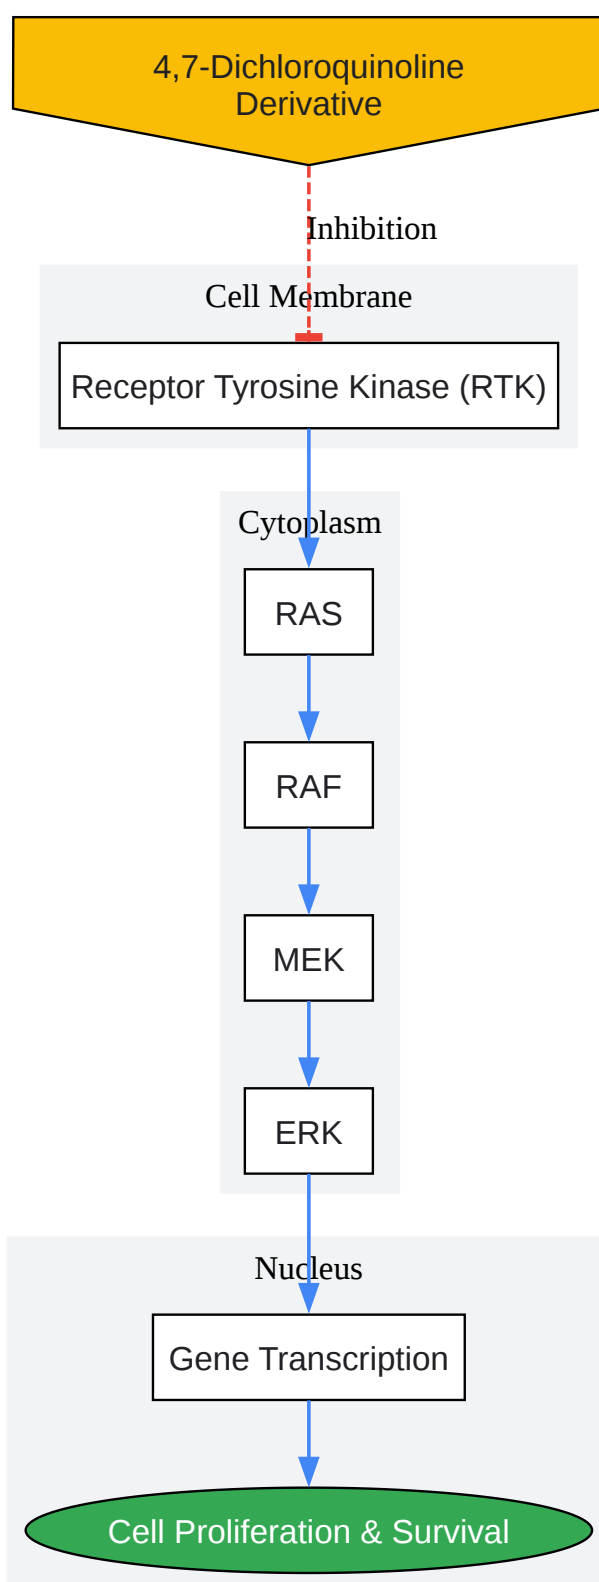 4,7-Dichloroquinoline
Derivative
Inhibition
Cell Membrane
Receptor Tyrosine Kinase (RTK)
Cytoplasm
RAS
RAF
MEK
ERK
Nucleus
Gene Transcription
Cell Proliferation & Survival